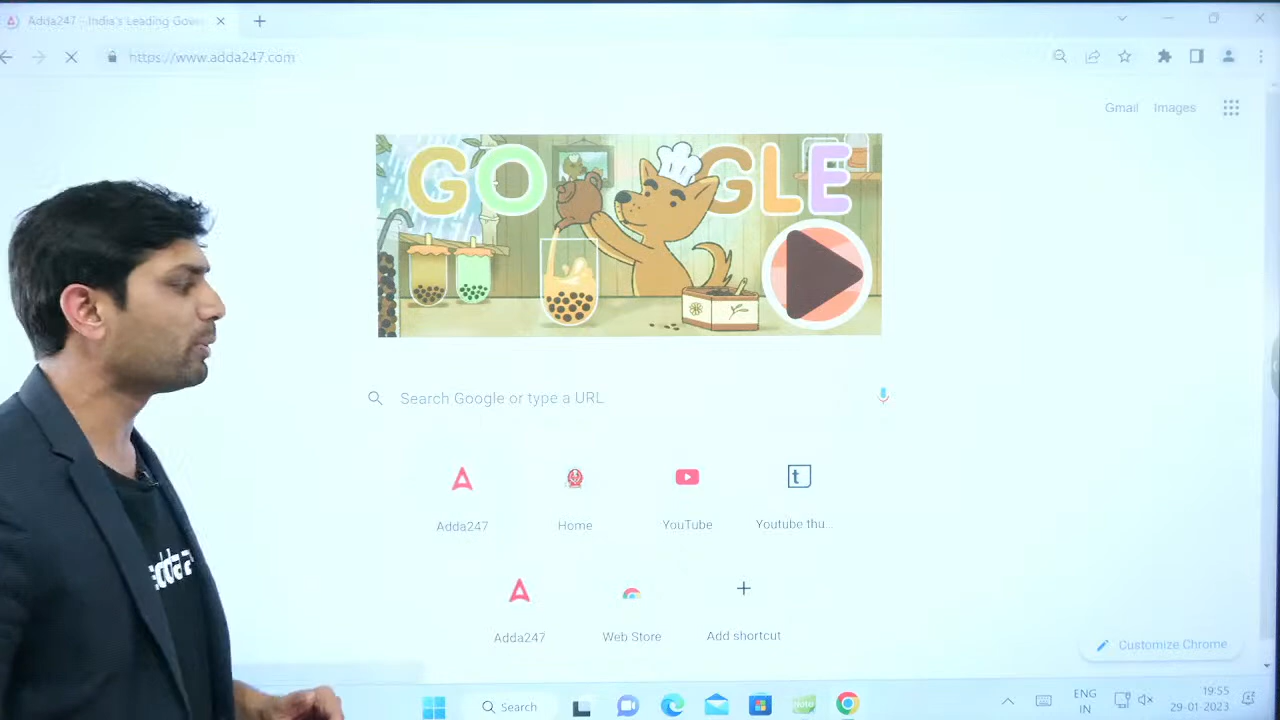 Adda247 - India's Leading Gove
https://www.adda247.com
Gmail Images
GOOGLE
Search Google or type a URL
Adda247 Home YouTube Youtube thu...
Adda247 Web Store Add shortcut
Customize Chrome
Search
ENG
IN
19:55
29-01-2023